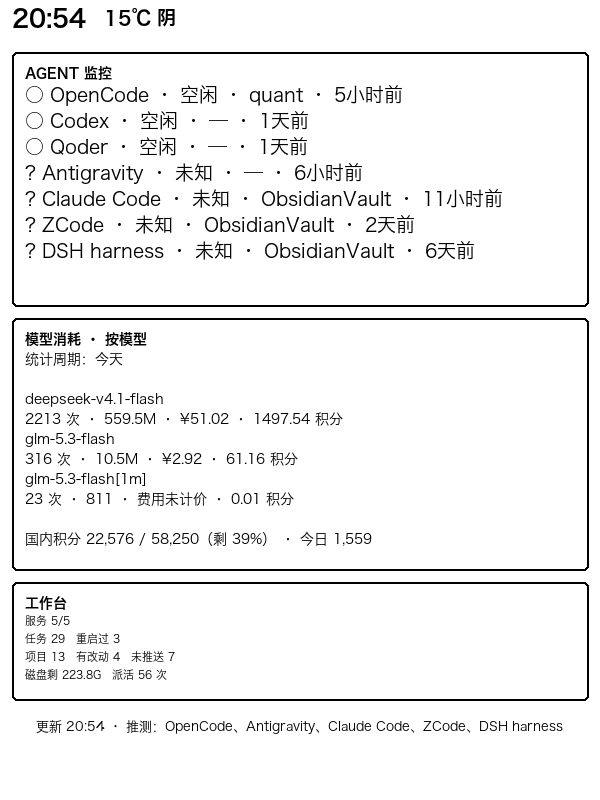 20:54 15℃ 阴
AGENT 监控
○ OpenCode · 空闲 · quant · 5小时前
○ Codex · 空闲 · — · 1天前
○ Qoder · 空闲 · — · 1天前
? Antigravity · 未知 · — · 6小时前
? Claude Code · 未知 · ObsidianVault · 11小时前
? ZCode · 未知 · ObsidianVault · 2天前
? DSH harness · 未知 · ObsidianVault · 6天前
模型消耗 · 按模型
统计周期：今天
deepseek-v4.1-flash
2213 次 · 559.5M · ¥51.02 · 1497.54 积分
glm-5.3-flash
316 次 · 10.5M · ¥2.92 · 61.16 积分
glm-5.3-flash[1m]
23 次 · 811 · 费用未计价 · 0.01 积分
国内积分 22,576 / 58,250（剩 39%） · 今日 1,559
工作台
服务 5/5
任务 29 重启过 3
项目 13 有改动 4 未推送 7
磁盘剩 223.8G 派活 56 次
更新 20:54 · 推测：OpenCode、Antigravity、Claude Code、ZCode、DSH harness